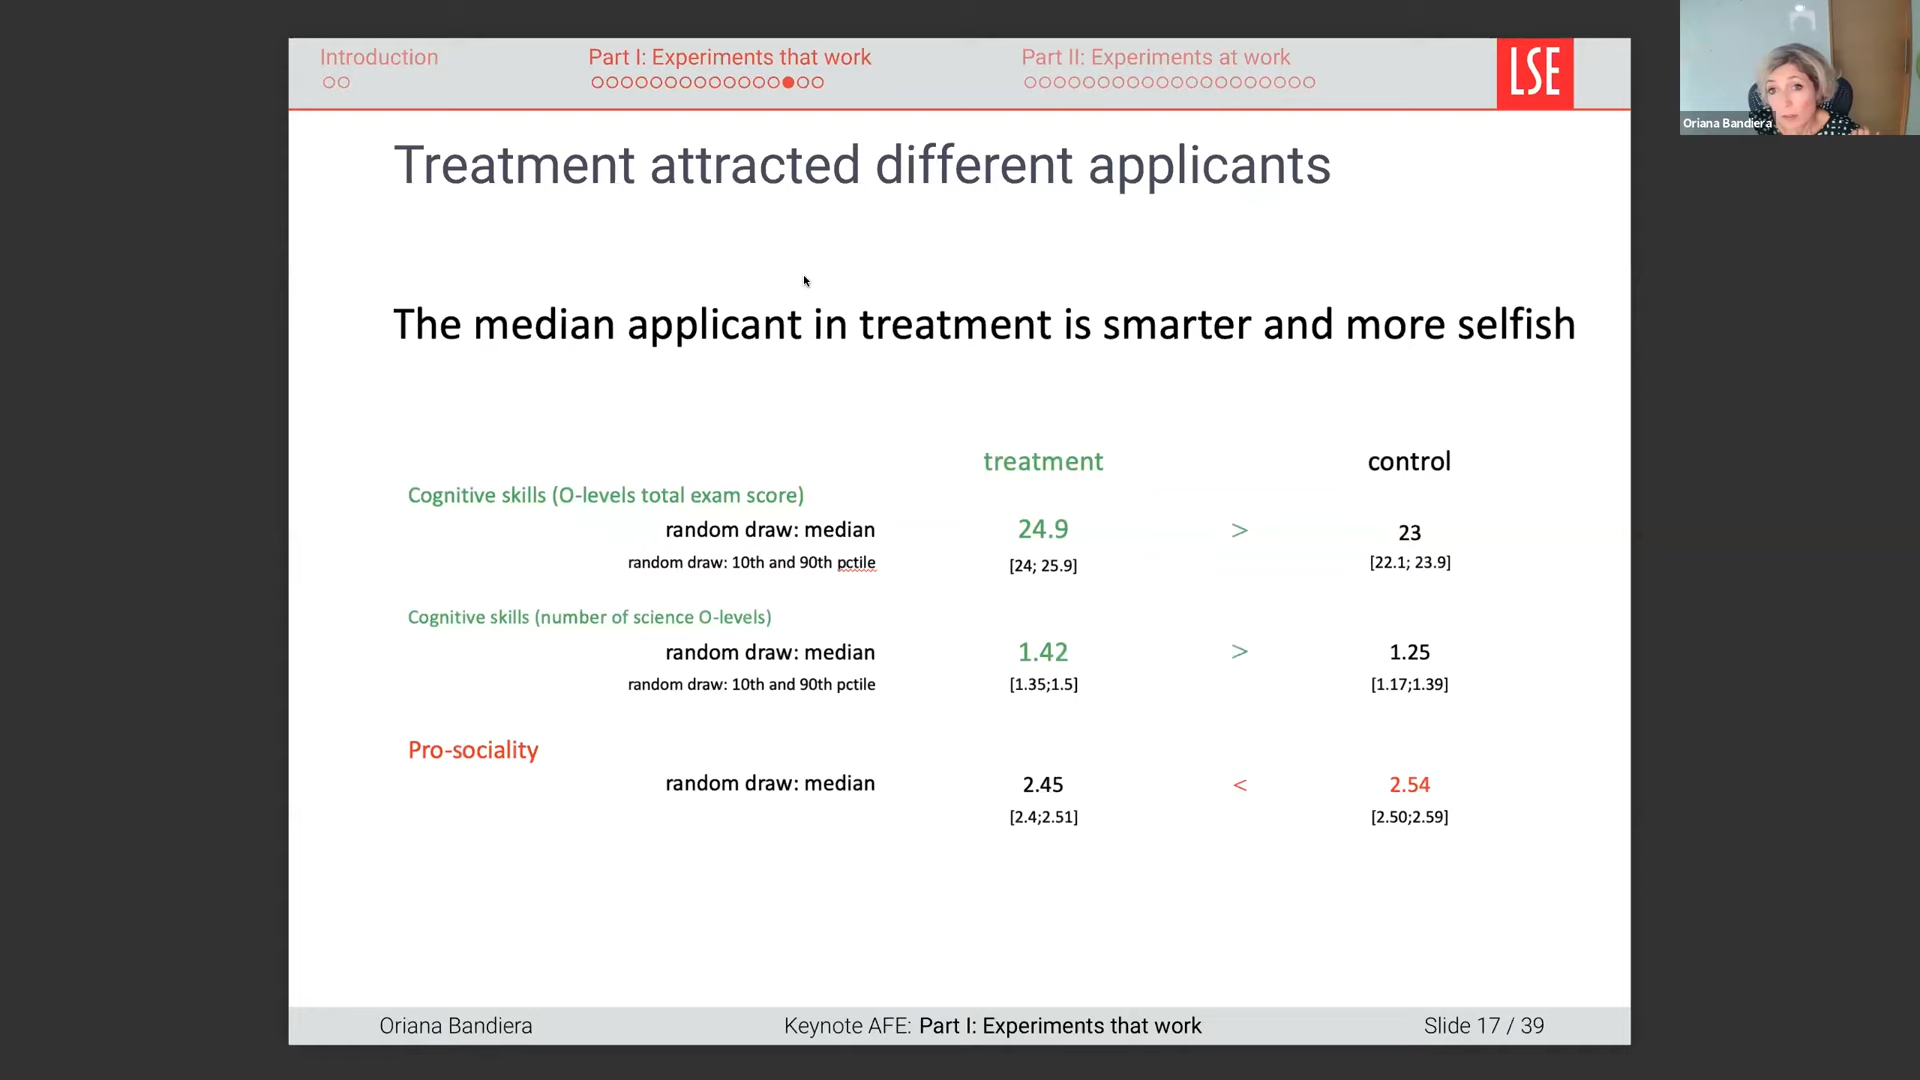 Introduction
Part I: Experiments that work
Part II: Experiments at work
LSE
Oriana Bandiera
Treatment attracted different applicants
The median applicant in treatment is smarter and more selfish
treatment control
Cognitive skills (O-levels total exam score)
random draw: median 24.9 > 23
random draw: 10th and 90th pctile [24; 25.9] [22.1; 23.9]
Cognitive skills (number of science O-levels)
random draw: median 1.42 > 1.25
random draw: 10th and 90th pctile [1.35;1.5] [1.17;1.39]
Pro-sociality
random draw: median 2.45 < 2.54
[2.4;2.51] [2.50;2.59]
Oriana Bandiera Keynote AFE: Part I: Experiments that work Slide 17 / 39